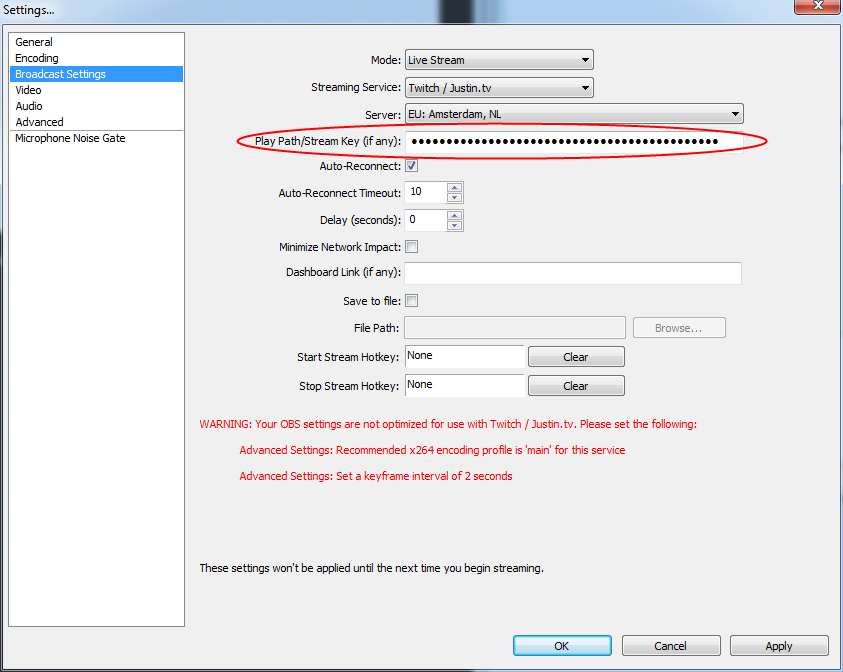 Settings...
General
Encoding
Broadcast Settings
Video
Audio
Advanced
Microphone Noise Gate
Mode: Live Stream
Streaming Service: Twitch / Justin.tv
Server: EU: Amsterdam, NL
Play Path/Stream Key (if any): ••••••••••••••••••••••••••••••••••••••••••••
Auto-Reconnect:
Auto-Reconnect Timeout: 10
Delay (seconds): 0
Minimize Network Impact:
Dashboard Link (if any):
Save to file:
File Path: Browse...
Start Stream Hotkey: None Clear
Stop Stream Hotkey: None Clear
WARNING: Your OBS settings are not optimized for use with Twitch / Justin.tv. Please set the following:
Advanced Settings: Recommended x264 encoding profile is 'main' for this service
Advanced Settings: Set a keyframe interval of 2 seconds
These settings won't be applied until the next time you begin streaming.
OK Cancel Apply